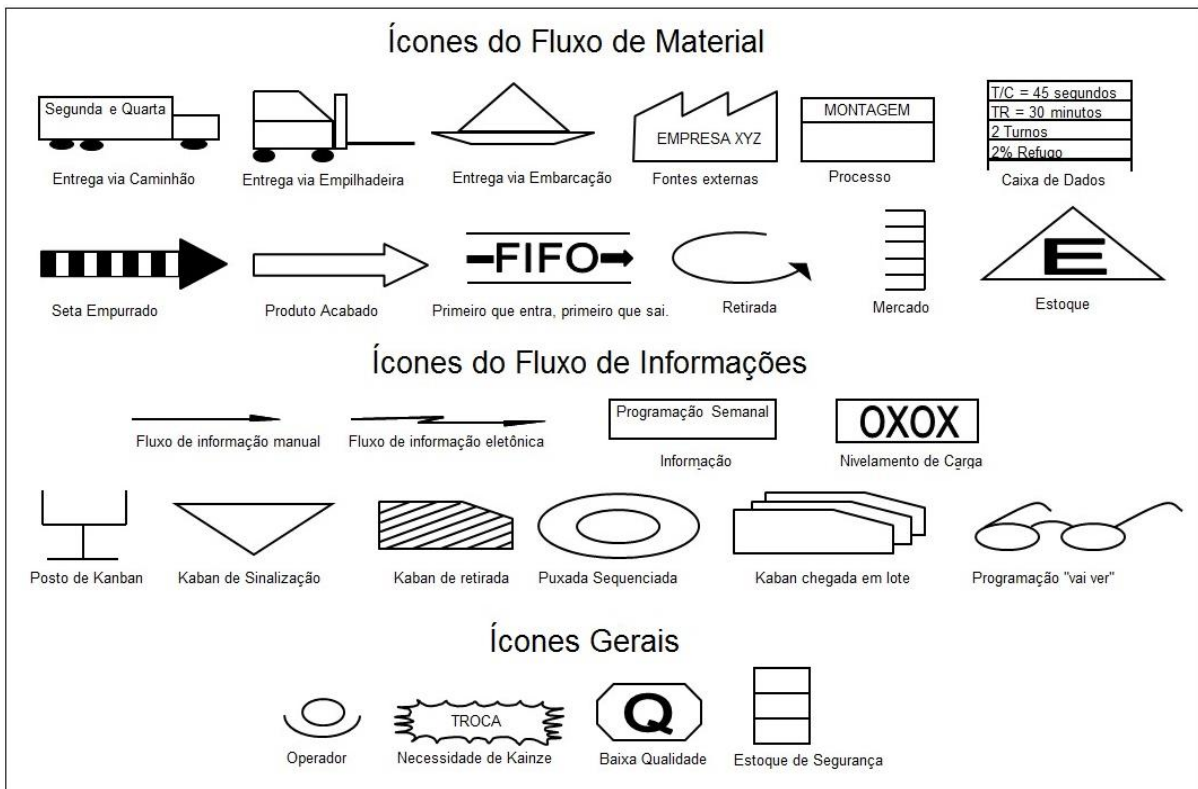 Ícones do Fluxo de Material
Segunda e Quarta
Entrega via Caminhão
Entrega via Empilhadeira
Entrega via Embarcação
EMPRESA XYZ
Fontes externas
MONTAGEM
Processo
T/C = 45 segundos
TR = 30 minutos
2 Turnos
2% Refugo
Caixa de Dados
Seta Empurrado
Produto Acabado
FIFO
Primeiro que entra, primeiro que sai.
Retirada
Mercado
E
Estoque
Ícones do Fluxo de Informações
Fluxo de informação manual
Fluxo de informação eletônica
Programação Semanal
Informação
OXOX
Nivelamento de Carga
Posto de Kanban
Kaban de Sinalização
Kaban de retirada
Puxada Sequenciada
Kaban chegada em lote
Programação "vai ver"
Ícones Gerais
Operador
TROCA
Necessidade de Kainze
Q
Baixa Qualidade
Estoque de Segurança